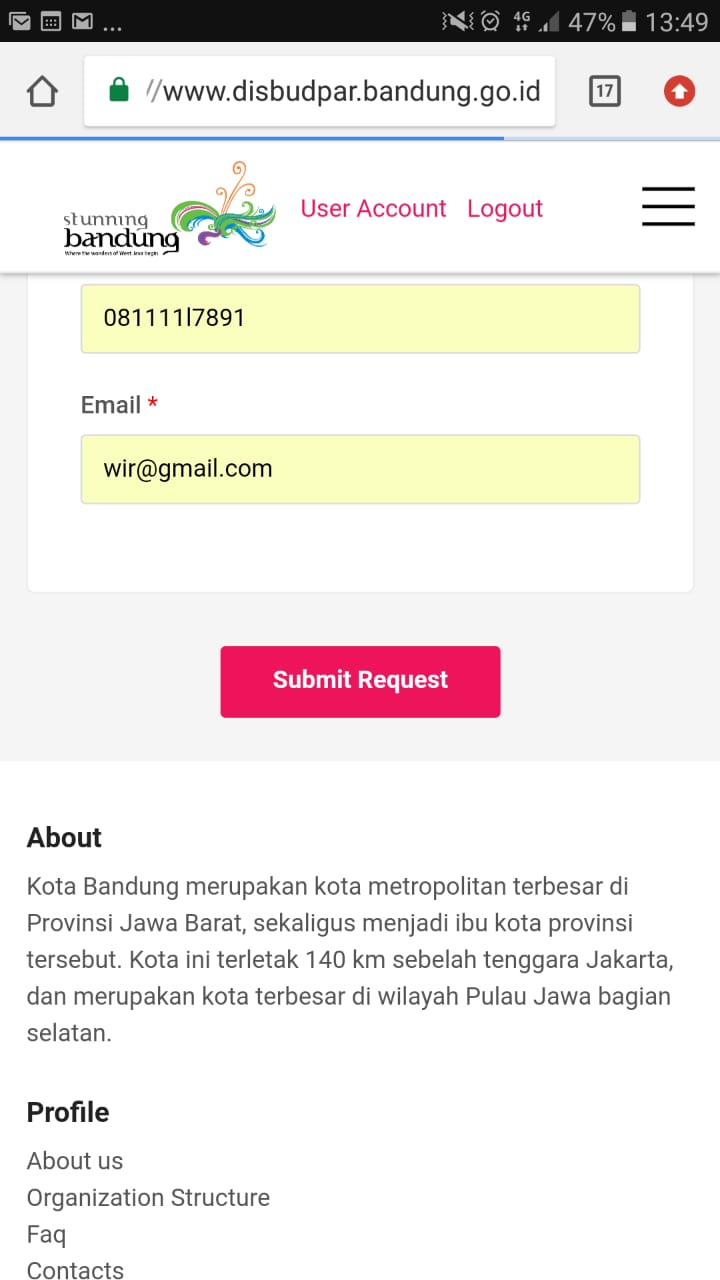 ...
4G
47%
13:49
//www.disbudpar.bandung.go.id
17
stunning
bandung
Where the wonders of West Java begin
User Account
Logout
081111l7891
Email *
wir@gmail.com
Submit Request
About
Kota Bandung merupakan kota metropolitan terbesar di
Provinsi Jawa Barat, sekaligus menjadi ibu kota provinsi
tersebut. Kota ini terletak 140 km sebelah tenggara Jakarta,
dan merupakan kota terbesar di wilayah Pulau Jawa bagian
selatan.
Profile
About us
Organization Structure
Faq
Contacts